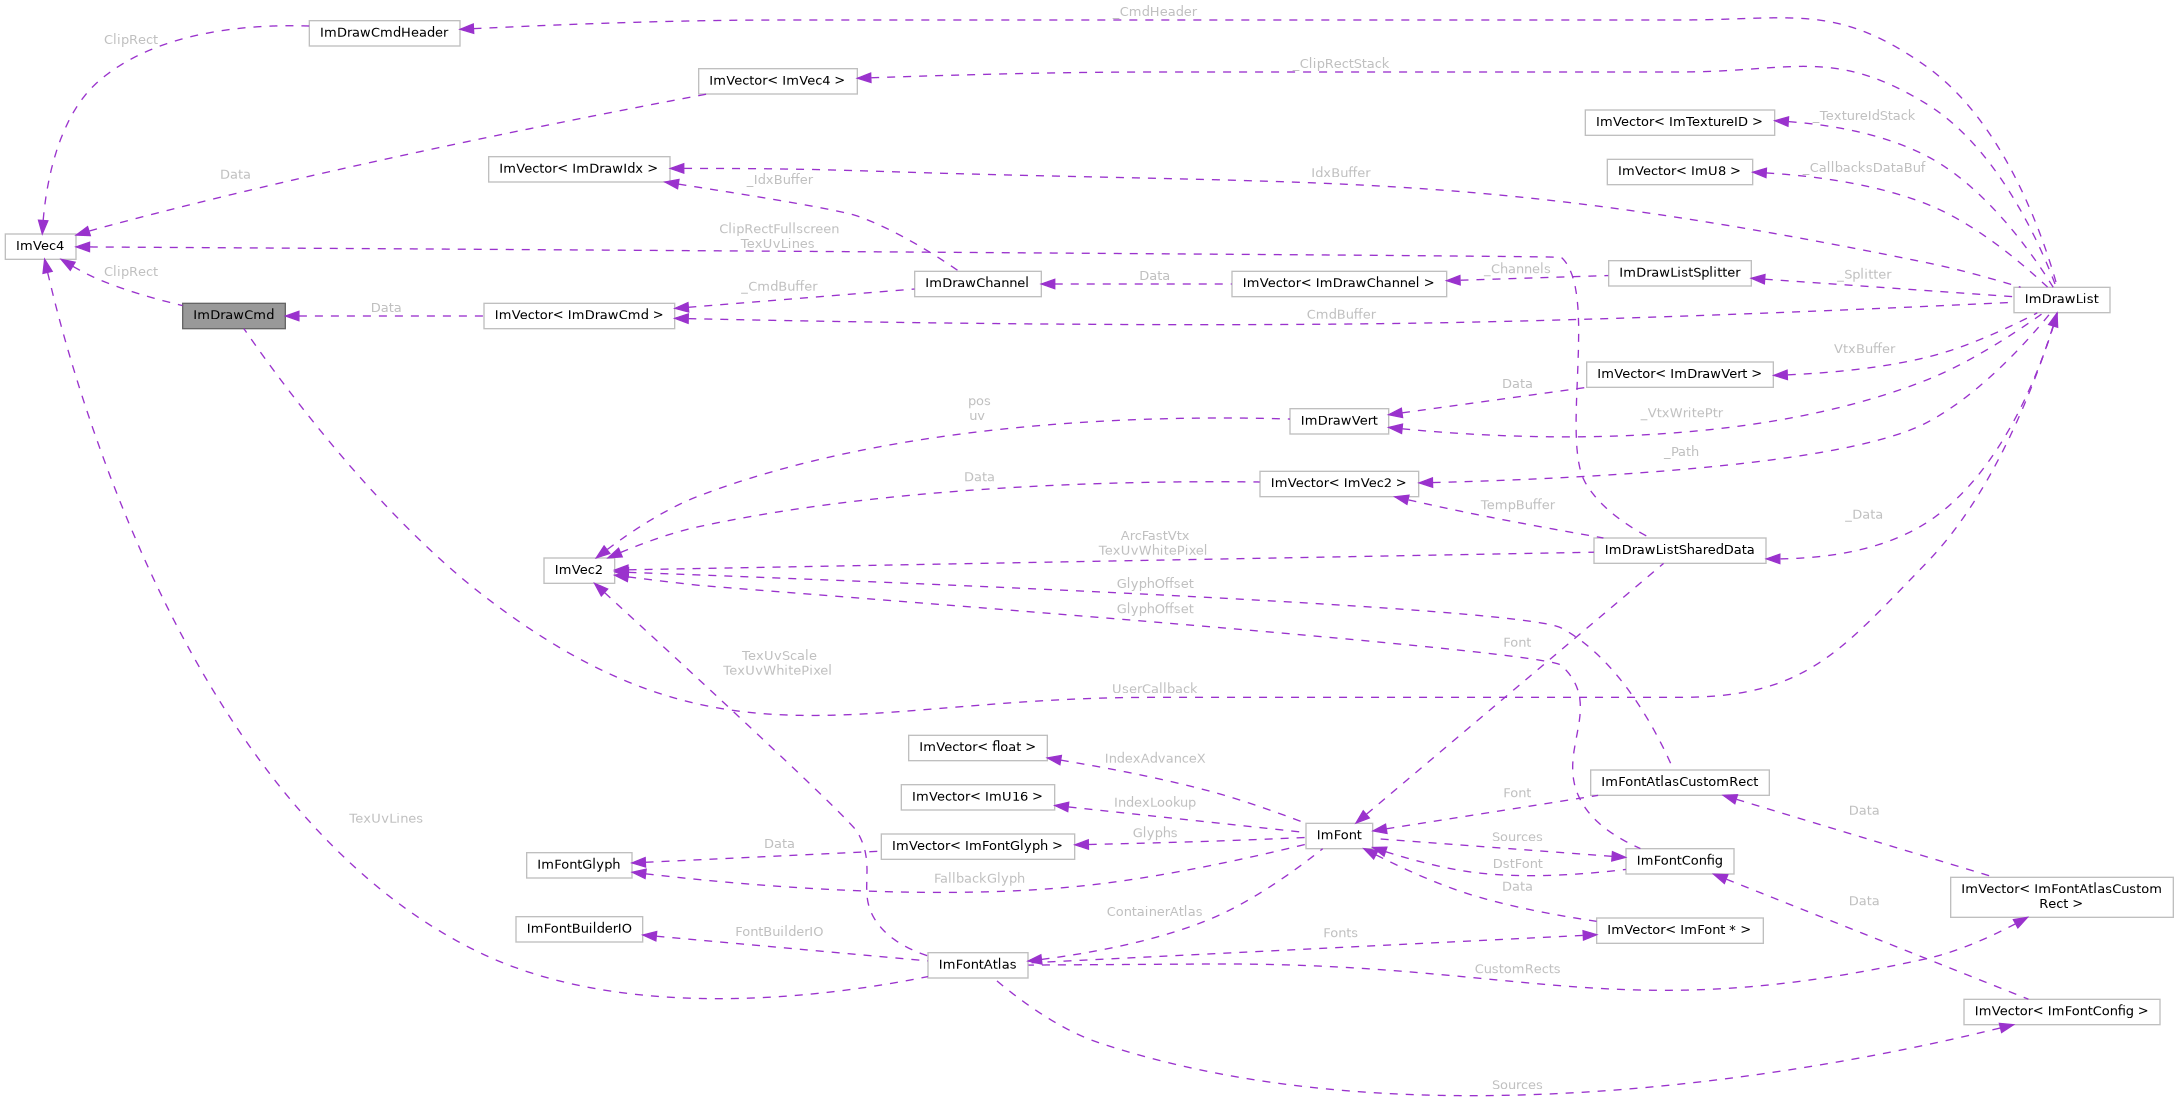 _CmdHeader
ImDrawCmdHeader
ClipRect
_ClipRectStack
ImVector< ImVec4 >
_TextureIdStack
ImVector< ImTextureID >
Data
ImVector< ImDrawIdx >
_IdxBuffer
IdxBuffer
ImVector< ImU8 >
_CallbacksDataBuf
ClipRectFullscreen
TexUvLines
ImVec4
ClipRect
ImDrawCmd
Data
ImVector< ImDrawCmd >
_CmdBuffer
ImDrawChannel
Data
ImVector< ImDrawChannel >
_Channels
ImDrawListSplitter
_Splitter
ImDrawList
CmdBuffer
VtxBuffer
ImVector< ImDrawVert >
Data
pos
uv
ImDrawVert
_VtxWritePtr
_Path
Data
ImVector< ImVec2 >
TempBuffer
_Data
ArcFastVtx
TexUvWhitePixel
ImDrawListSharedData
ImVec2
GlyphOffset
GlyphOffset
Font
TexUvScale
TexUvWhitePixel
UserCallback
ImVector< float >
IndexAdvanceX
ImFontAtlasCustomRect
ImVector< ImU16 >
IndexLookup
Font
Data
TexUvLines
Glyphs
ImFont
Sources
Data
ImVector< ImFontGlyph >
ImFontGlyph
FallbackGlyph
DstFont
ImFontConfig
Data
ImVector< ImFontAtlasCustom
Rect >
Data
ContainerAtlas
ImFontBuilderIO
FontBuilderIO
Fonts
ImVector< ImFont * >
ImFontAtlas
CustomRects
ImVector< ImFontConfig >
Sources